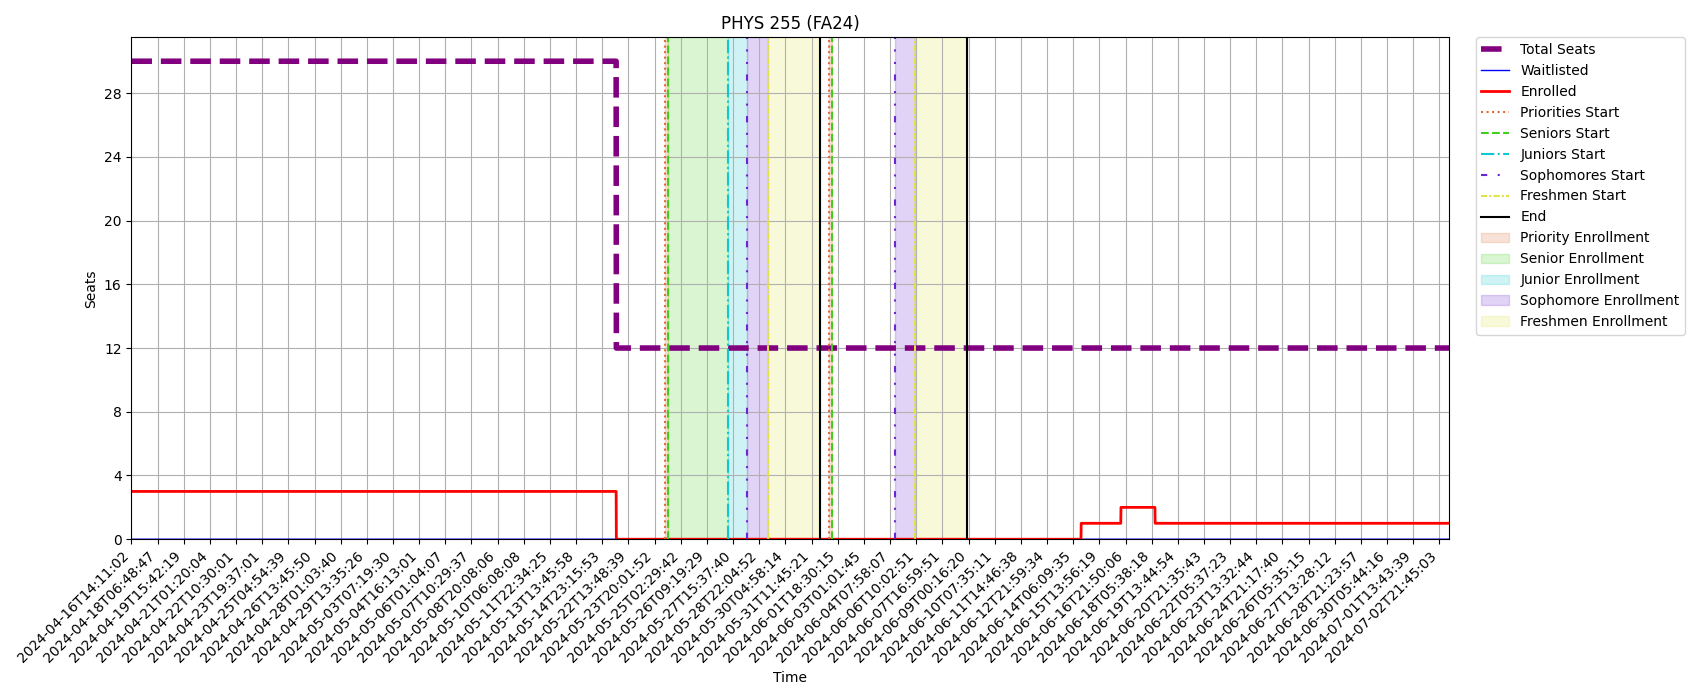 PHYS 255 (FA24)
Seats
28
24
20
16
12
8
4
0
2024-04-16T14:11:02
2024-04-18T06:48:47
2024-04-19T15:42:19
2024-04-21T01:20:04
2024-04-22T10:30:01
2024-04-23T19:37:01
2024-04-25T04:54:39
2024-04-26T13:45:50
2024-04-28T01:03:40
2024-04-29T13:35:26
2024-05-03T07:19:30
2024-05-04T16:13:01
2024-05-06T01:04:07
2024-05-07T10:29:37
2024-05-08T20:08:06
2024-05-10T06:08:08
2024-05-11T22:34:25
2024-05-13T13:45:58
2024-05-14T23:15:53
2024-05-22T13:48:39
2024-05-23T20:01:52
2024-05-25T02:29:42
2024-05-26T09:19:29
2024-05-27T15:37:40
2024-05-28T22:04:52
2024-05-30T04:58:14
2024-05-31T11:45:21
2024-06-01T18:30:15
2024-06-03T01:01:45
2024-06-04T07:58:07
2024-06-06T10:02:51
2024-06-07T16:59:51
2024-06-09T00:16:20
2024-06-10T07:35:11
2024-06-11T14:46:38
2024-06-12T21:59:34
2024-06-14T06:09:35
2024-06-15T13:56:19
2024-06-16T21:50:06
2024-06-18T05:38:18
2024-06-19T13:44:54
2024-06-20T21:35:43
2024-06-22T05:37:23
2024-06-23T13:32:44
2024-06-24T21:17:40
2024-06-26T05:35:15
2024-06-27T13:28:12
2024-06-28T21:23:57
2024-06-30T05:44:16
2024-07-01T13:43:39
2024-07-02T21:45:03
Time
Total Seats
Waitlisted
Enrolled
Priorities Start
Seniors Start
Juniors Start
Sophomores Start
Freshmen Start
End
Priority Enrollment
Senior Enrollment
Junior Enrollment
Sophomore Enrollment
Freshmen Enrollment